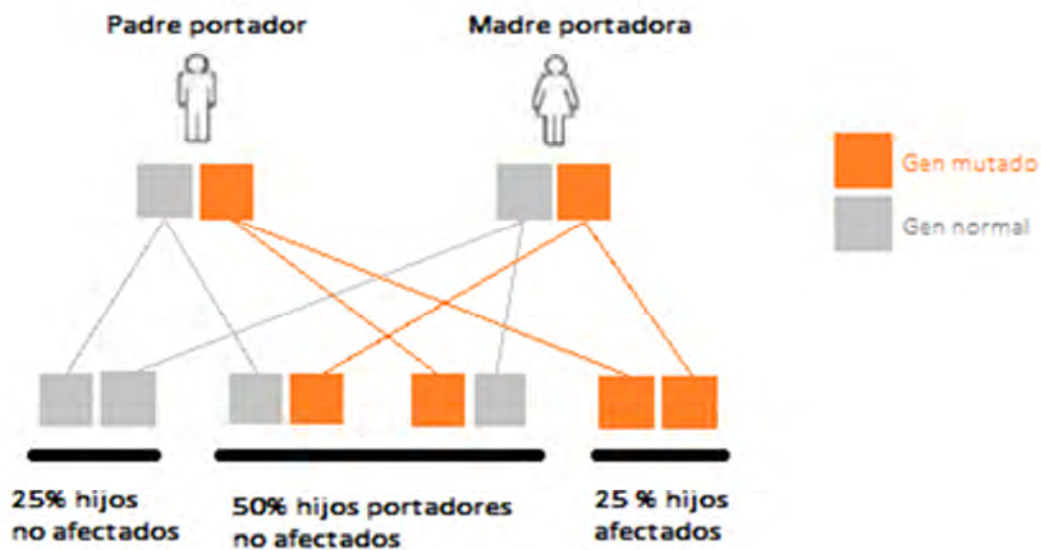 Padre portador
Madre portadora
Gen mutado
Gen normal
25% hijos
no afectados
50% hijos portadores
no afectados
25 % hijos
afectados